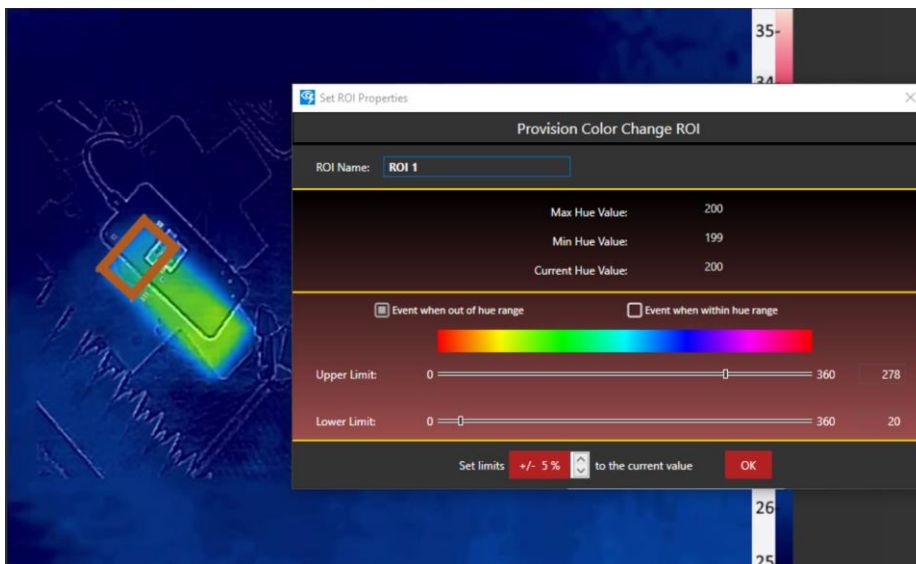 35-
34-
Set ROI Properties
Provision Color Change ROI
ROI Name: ROI 1
Max Hue Value: 200
Min Hue Value: 199
Current Hue Value: 200
Event when out of hue range Event when within hue range
Upper Limit: 0 360 278
Lower Limit: 0 360 20
Set limits +/- 5 % to the current value OK
26-
25